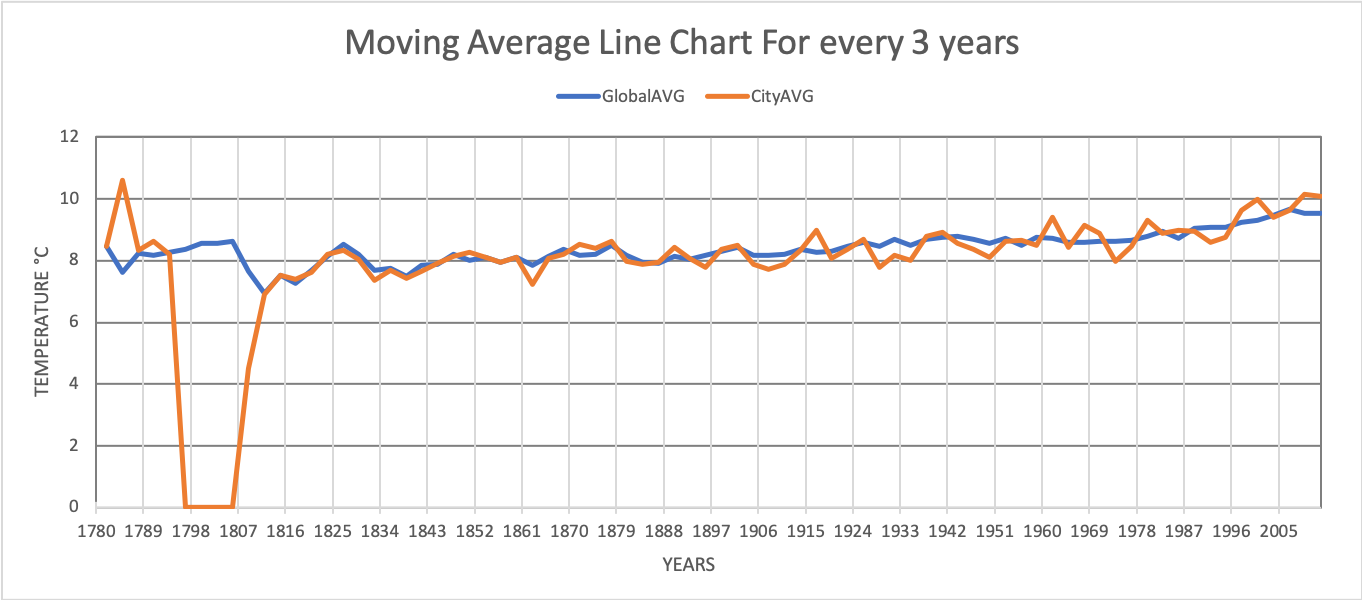 Moving Average Line Chart For every 3 years
GlobalAVG CityAVG
12
10
8
6
4
2
0
TEMPERATURE °C
1780 1789 1798 1807 1816 1825 1834 1843 1852 1861 1870 1879 1888 1897 1906 1915 1924 1933 1942 1951 1960 1969 1978 1987 1996 2005
YEARS